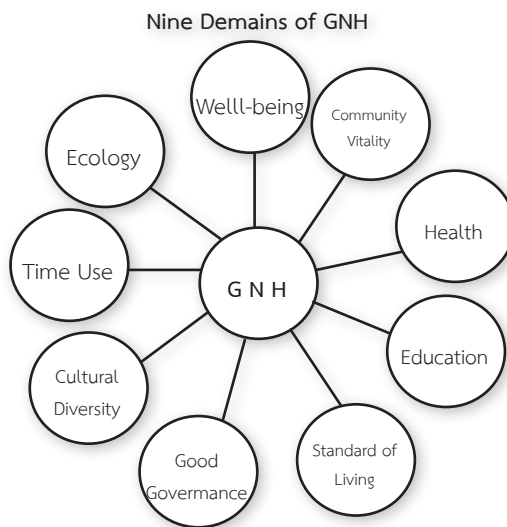 Nine Demains of GNH
Welll-being
Community
Vitality
Health
Education
Standard of
Living
Good
Govermance
Cultural
Diversity
Time Use
Ecology
G N H